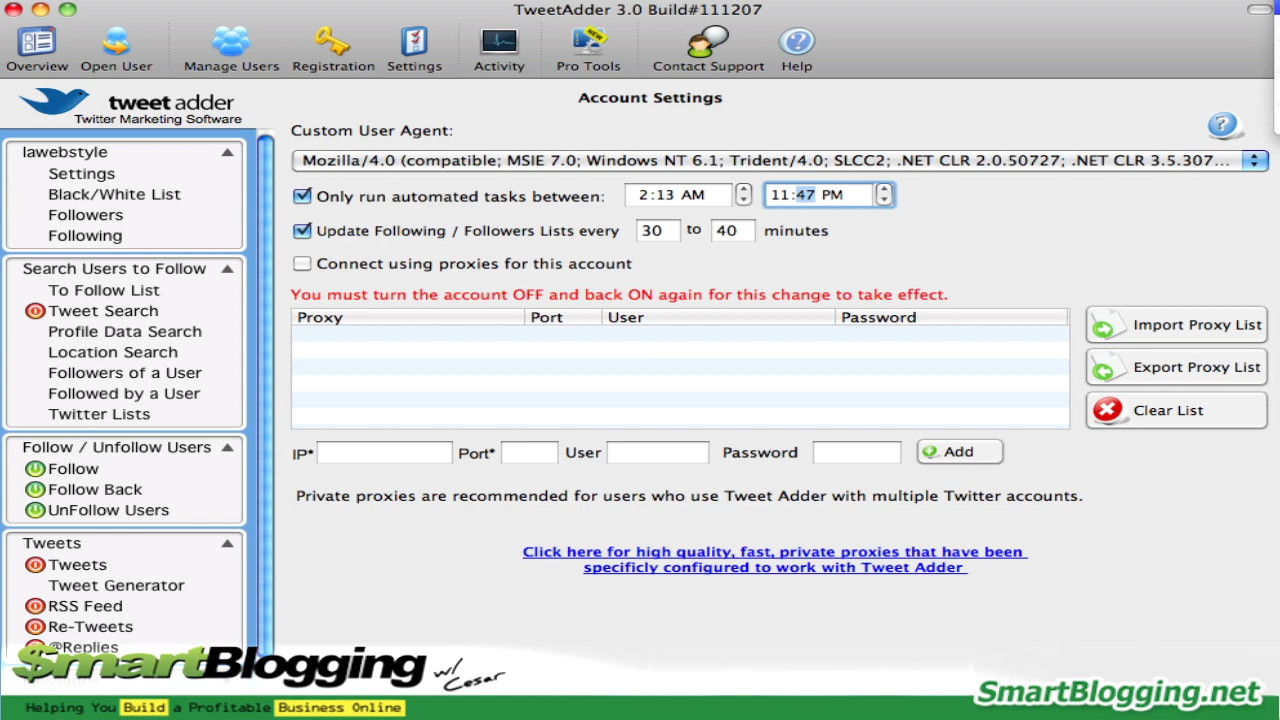 TweetAdder 3.0 Build#111207
Overview Open User Manage Users Registration Settings Activity Pro Tools Contact Support Help
NEW
tweet adder
Twitter Marketing Software
Account Settings
lawebstyle
Settings
Black/White List
Followers
Following
Search Users to Follow
To Follow List
Tweet Search
Profile Data Search
Location Search
Followers of a User
Followed by a User
Twitter Lists
Follow / Unfollow Users
Follow
Follow Back
UnFollow Users
Tweets
Tweets
Tweet Generator
RSS Feed
Re-Tweets
@Replies
Custom User Agent:
?
Mozilla/4.0 (compatible; MSIE 7.0; Windows NT 6.1; Trident/4.0; SLCC2; .NET CLR 2.0.50727; .NET CLR 3.5.307...
Only run automated tasks between: 2:13 AM 11:47 PM
Update Following / Followers Lists every 30 to 40 minutes
Connect using proxies for this account
You must turn the account OFF and back ON again for this change to take effect.
Proxy Port User Password
Import Proxy List
Export Proxy List
Clear List
IP* Port* User Password Add
Private proxies are recommended for users who use Tweet Adder with multiple Twitter accounts.
Click here for high quality, fast, private proxies that have been
specificly configured to work with Tweet Adder
$martBlogging w/ Cesar
SmartBlogging.net
Helping You Build a Profitable Business Online